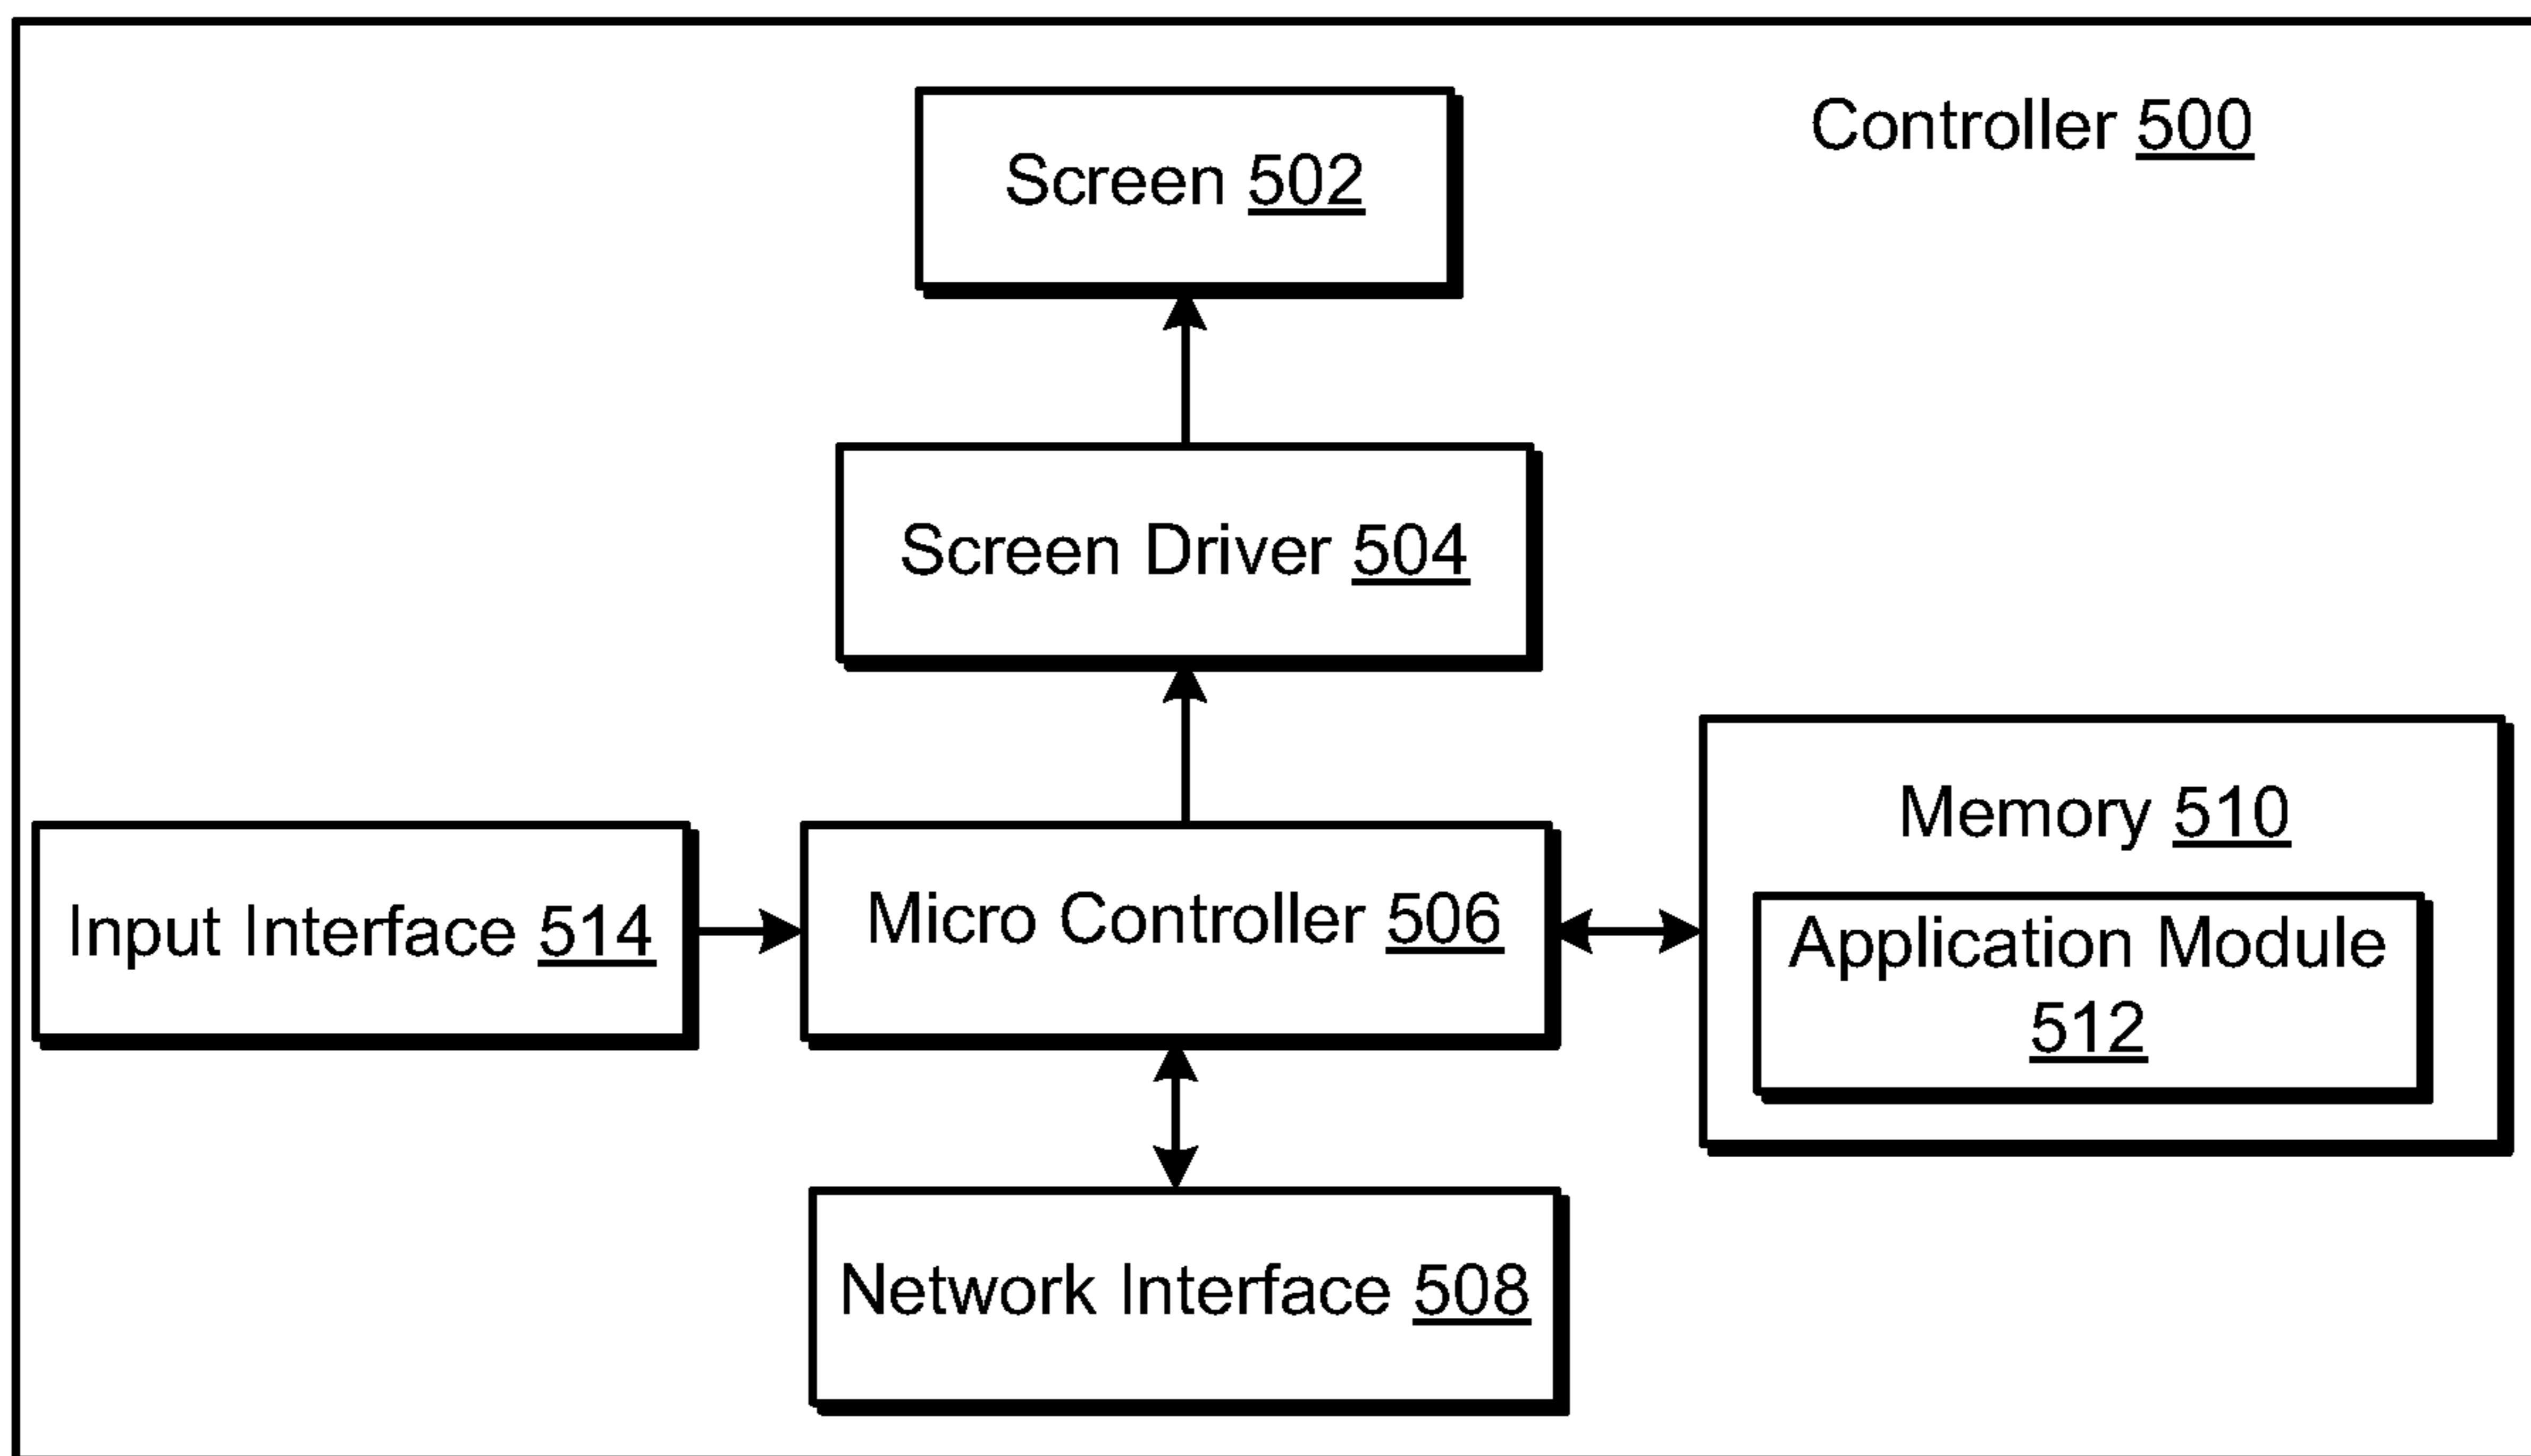 Controller 500
Screen 502
Screen Driver 504
Memory 510
Input Interface 514
Micro Controller 506
Application Module
512
Network Interface 508